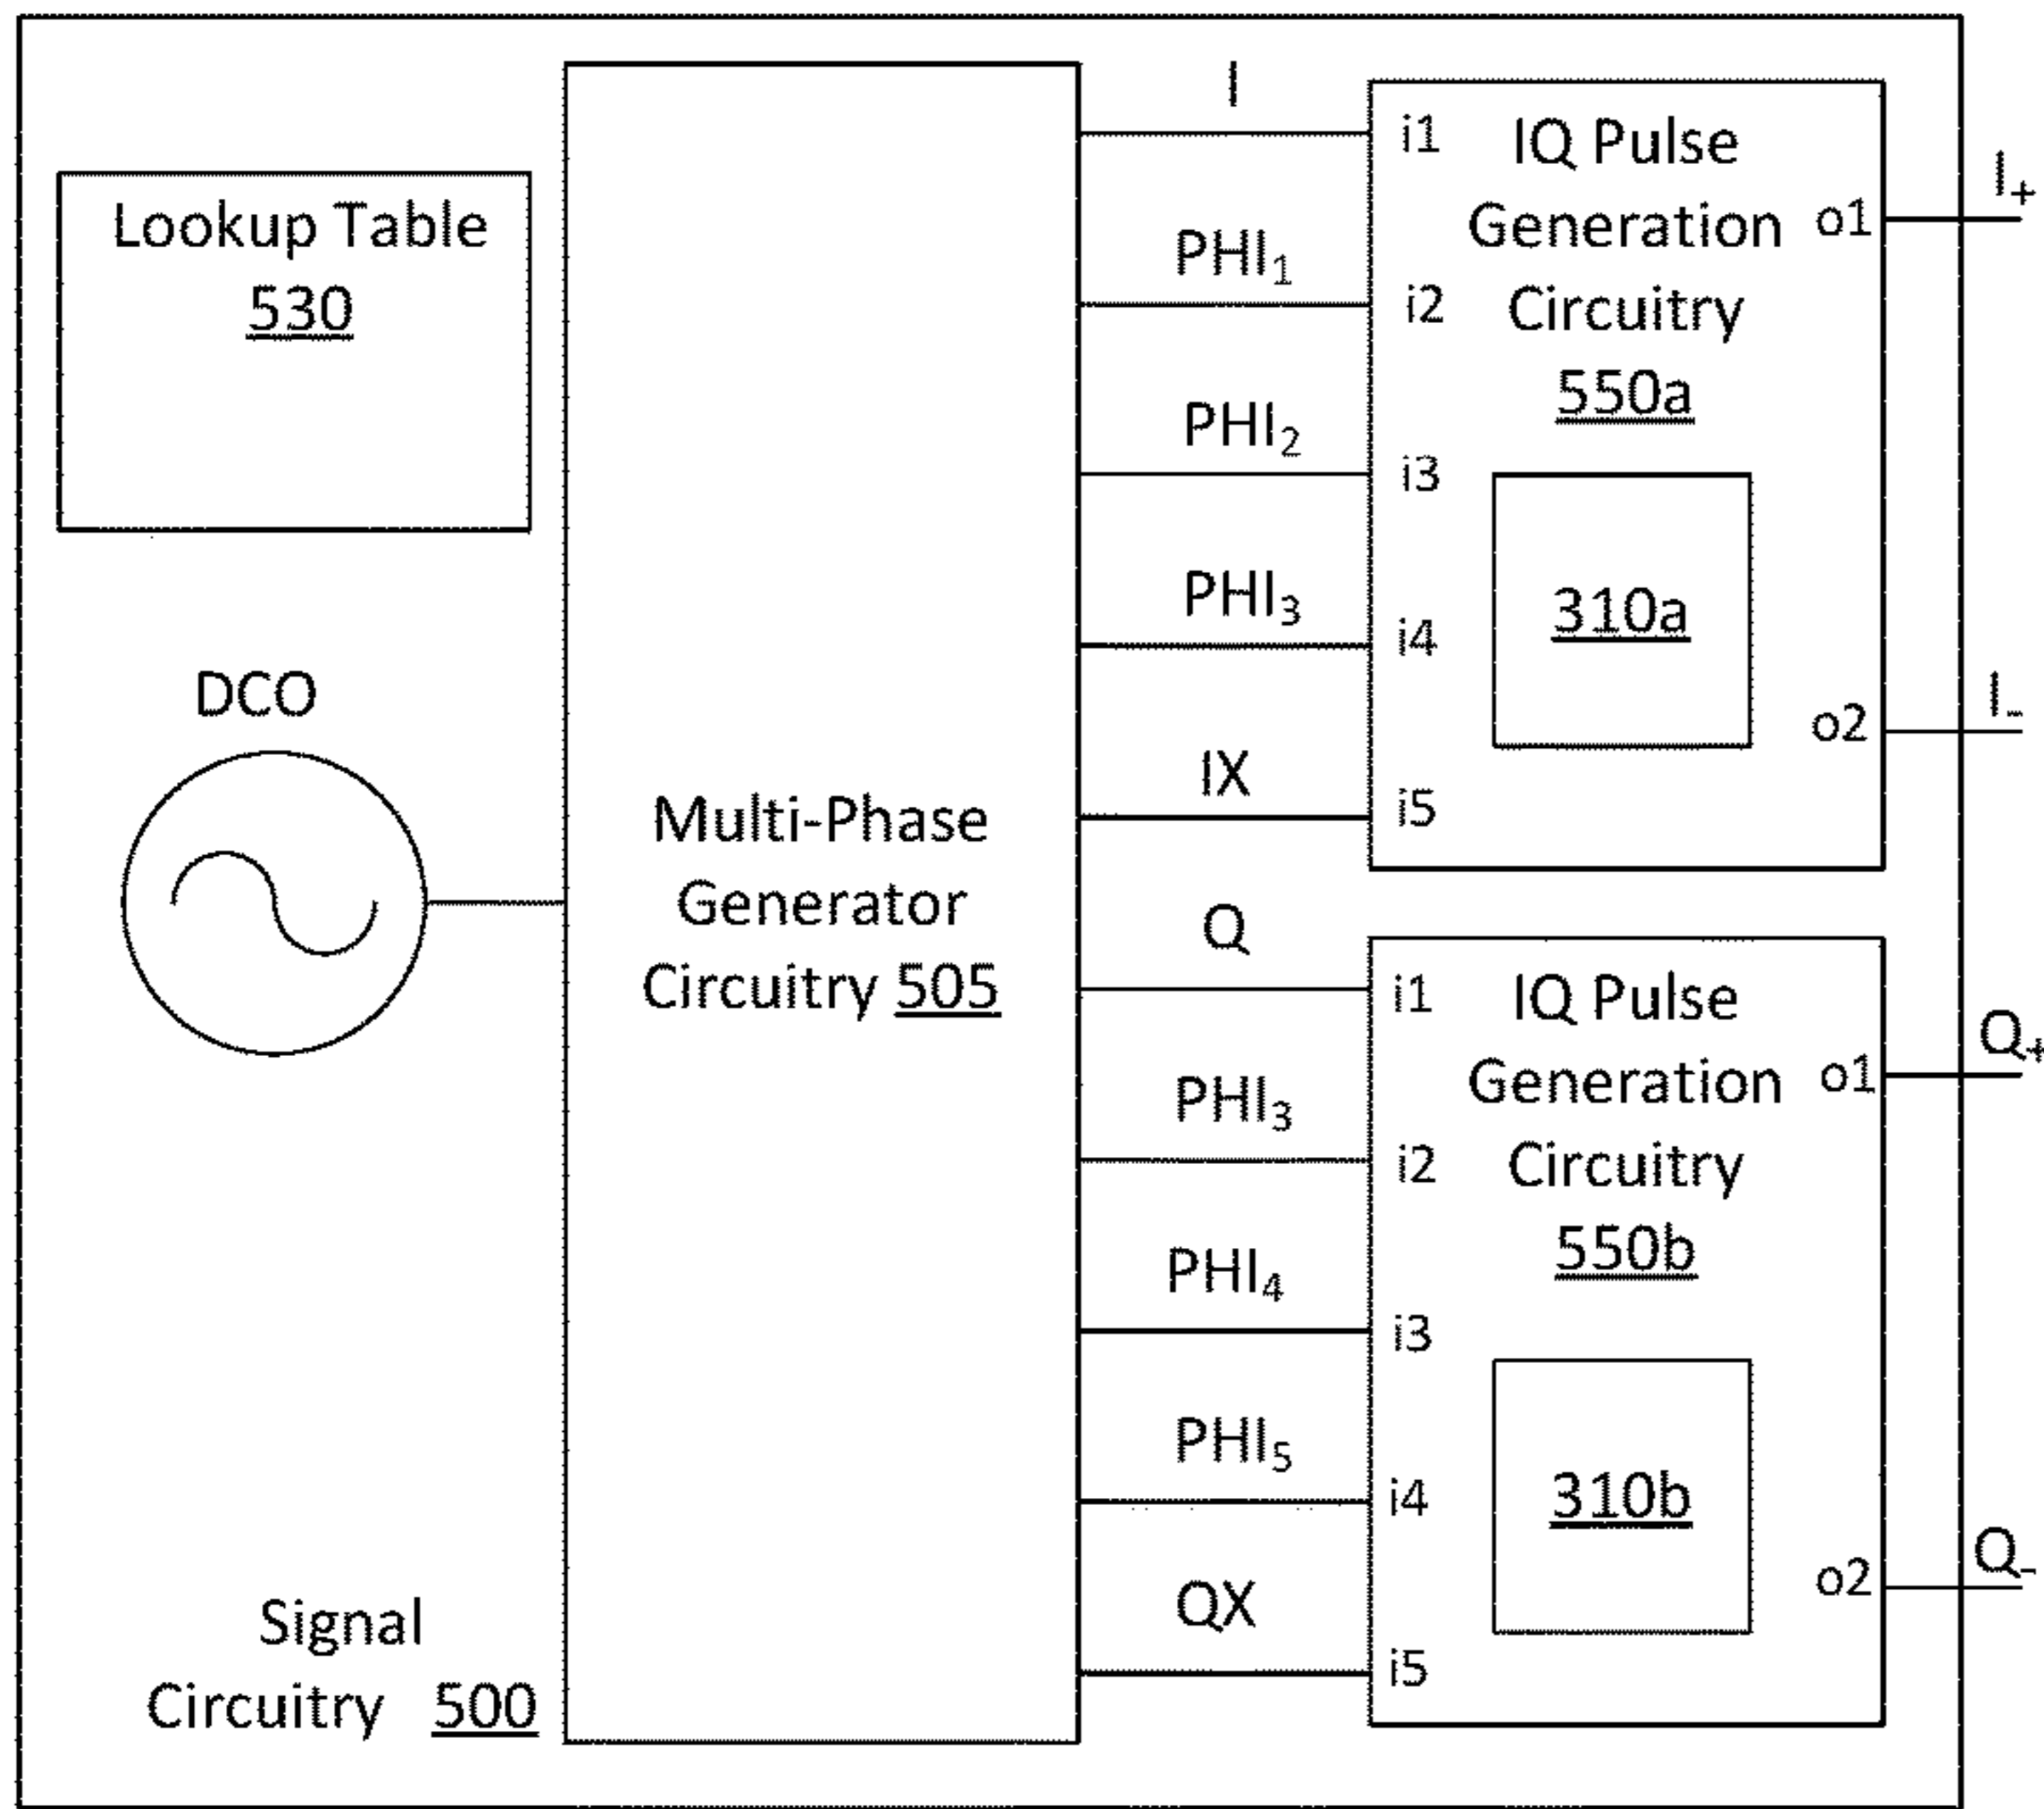 Lookup Table
530
DCO
Signal
Circuitry 500
Multi-Phase
Generator
Circuitry 505
I
PHI₁
PHI₂
PHI₃
IX
Q
PHI₃
PHI₄
PHI₅
QX
i1
i2
i3
i4
i5
IQ Pulse
Generation
Circuitry
550a
310a
o1
o2
I₊
I₋
i1
i2
i3
i4
i5
IQ Pulse
Generation
Circuitry
550b
310b
o1
o2
Q₊
Q₋